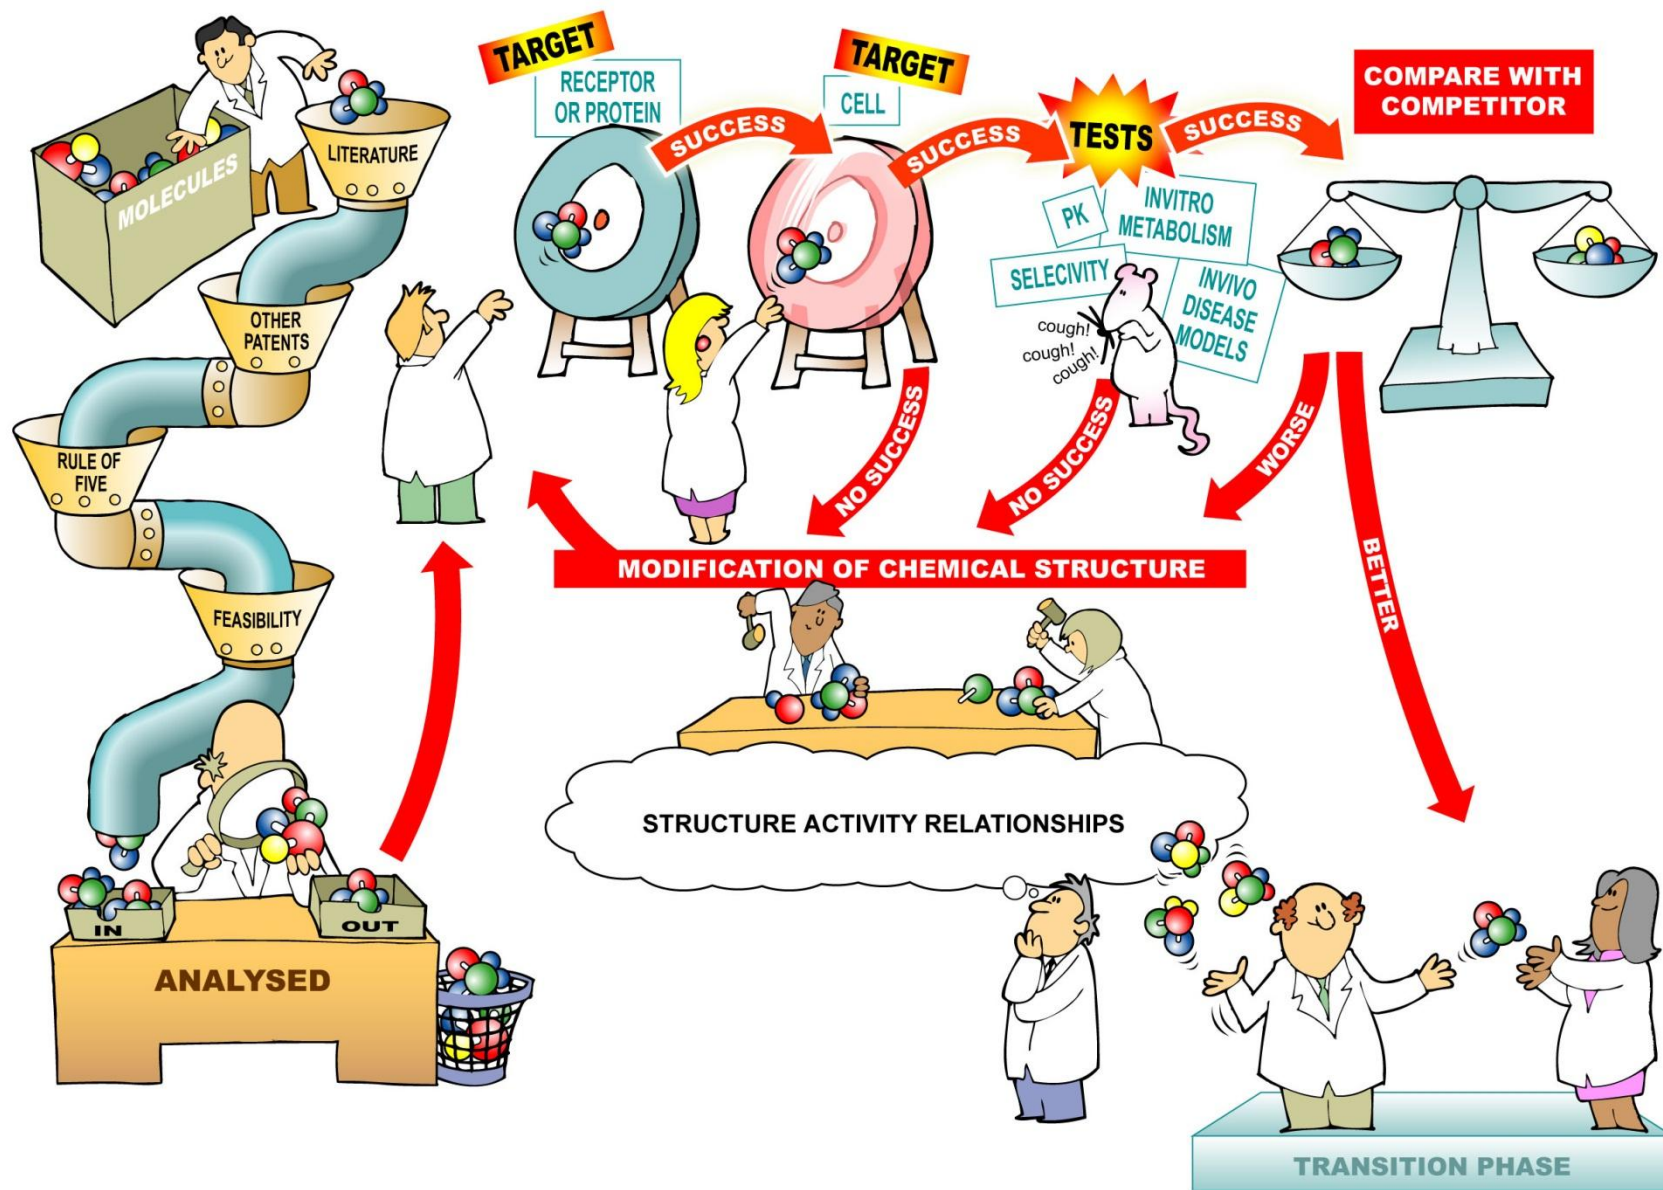 MOLECULES
LITERATURE
OTHER
PATENTS
RULE OF
FIVE
FEASIBILITY
IN
OUT
ANALYSED
TARGET
RECEPTOR
OR PROTEIN
SUCCESS
TARGET
CELL
SUCCESS
TESTS
PK
INVITRO
METABOLISM
SELECIVITY
INVIVO
DISEASE
MODELS
cough!
cough!
cough!
SUCCESS
COMPARE WITH
COMPETITOR
NO SUCCESS
NO SUCCESS
WORSE
BETTER
MODIFICATION OF CHEMICAL STRUCTURE
STRUCTURE ACTIVITY RELATIONSHIPS
TRANSITION PHASE